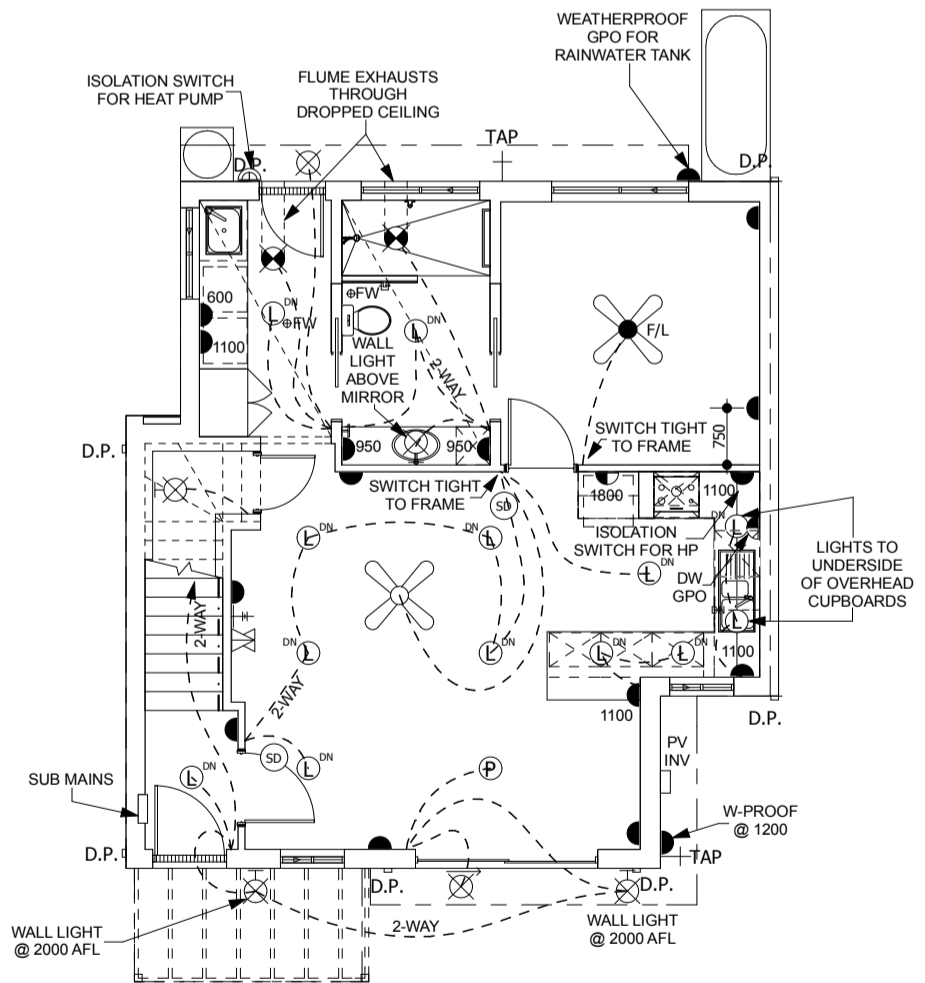 WEATHERPROOF
GPO FOR
RAINWATER TANK
ISOLATION SWITCH
FOR HEAT PUMP
FLUME EXHAUSTS
THROUGH
DROPPED CEILING
TAP
D.P.
D.P.
600
1100
L DN
FW
FW
L DN
WALL
LIGHT
ABOVE
MIRROR
2-WAY
F/L
750
SWITCH TIGHT
TO FRAME
950
950
D.P.
SWITCH TIGHT
TO FRAME
SD
1800
1100
L DN
L DN
L DN
ISOLATION
SWITCH FOR HP
LIGHTS TO
UNDERSIDE
OF OVERHEAD
CUPBOARDS
L DN
DW
GPO
2-WAY
L DN
1100
L DN
L DN
L DN
L DN
2-WAY
1100
D.P.
SD
L DN
P
L DN
PV
INV
SUB MAINS
W-PROOF
@ 1200
D.P.
TAP
D.P.
D.P.
2-WAY
WALL LIGHT
@ 2000 AFL
WALL LIGHT
@ 2000 AFL